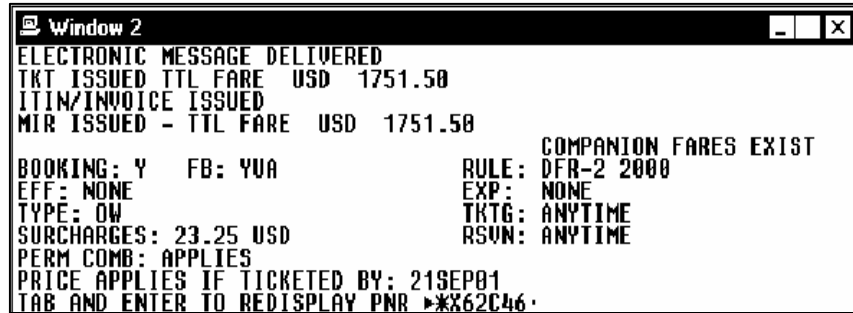 Window 2
ELECTRONIC MESSAGE DELIVERED
TKT ISSUED TTL FARE USD 1751.50
ITIN/INVOICE ISSUED
MIR ISSUED - TTL FARE USD 1751.50
COMPANION FARES EXIST
BOOKING: Y FB: YUA RULE: DFR-2 2000
EFF: NONE EXP: NONE
TYPE: OW TKTG: ANYTIME
SURCHARGES: 23.25 USD RSVN: ANYTIME
PERM COMB: APPLIES
PRICE APPLIES IF TICKETED BY: 21SEP01
TAB AND ENTER TO REDISPLAY PNR ▶*X62C46·